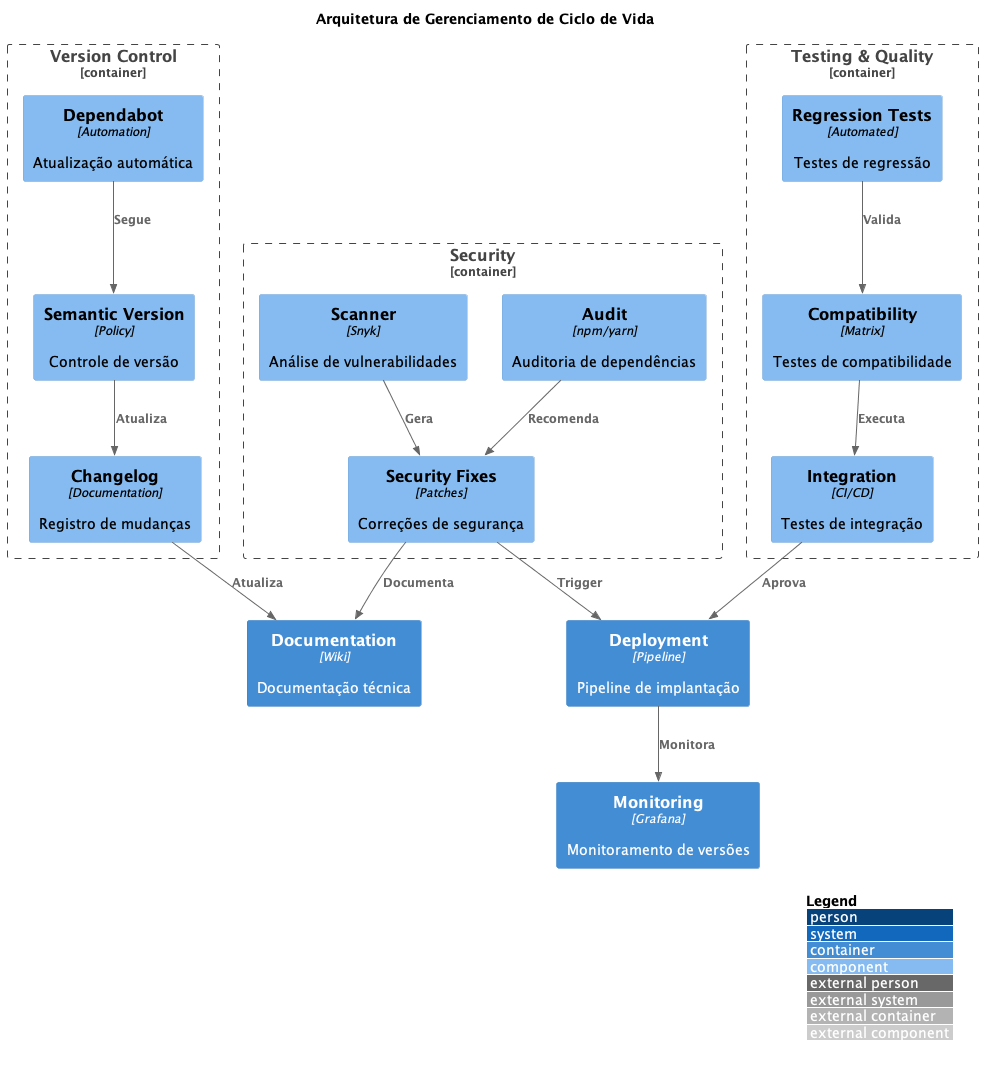 Arquitetura de Gerenciamento de Ciclo de Vida
Version Control
[container]
Dependabot
[Automation]
Atualização automática
Segue
Semantic Version
[Policy]
Controle de versão
Atualiza
Changelog
[Documentation]
Registro de mudanças
Security
[container]
Scanner
[Snyk]
Análise de vulnerabilidades
Audit
[npm/yarn]
Auditoria de dependências
Gera
Recomenda
Security Fixes
[Patches]
Correções de segurança
Testing & Quality
[container]
Regression Tests
[Automated]
Testes de regressão
Valida
Compatibility
[Matrix]
Testes de compatibilidade
Executa
Integration
[CI/CD]
Testes de integração
Atualiza
Documenta
Trigger
Aprova
Documentation
[Wiki]
Documentação técnica
Deployment
[Pipeline]
Pipeline de implantação
Monitora
Monitoring
[Grafana]
Monitoramento de versões
Legend
person
system
container
component
external person
external system
external container
external component